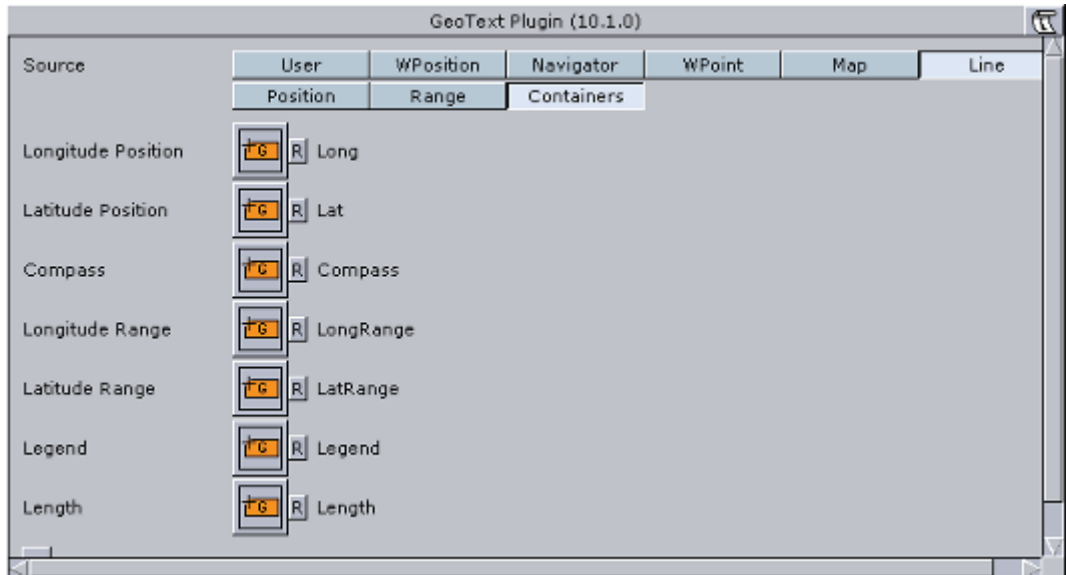 GeoText Plugin (10.1.0)
Source User WPosition Navigator WPoint Map Line
Position Range Containers
Longitude Position G R Long
Latitude Position G R Lat
Compass G R Compass
Longitude Range G R LongRange
Latitude Range G R LatRange
Legend G R Legend
Length G R Length